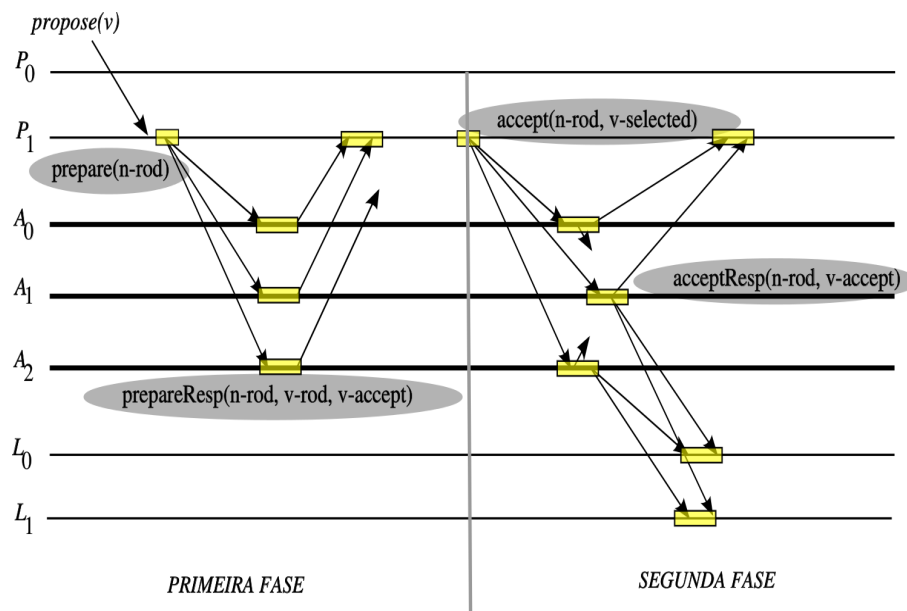 propose(v)
P0
P1
accept(n-rod, v-selected)
prepare(n-rod)
A0
A1
acceptResp(n-rod, v-accept)
A2
prepareResp(n-rod, v-rod, v-accept)
L0
L1
PRIMEIRA FASE
SEGUNDA FASE